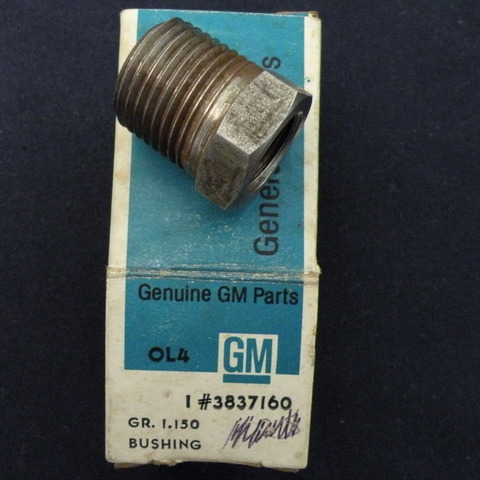 Genuine GM Parts
OL4
GM
1 #3837160
GR. 1.150
BUSHING